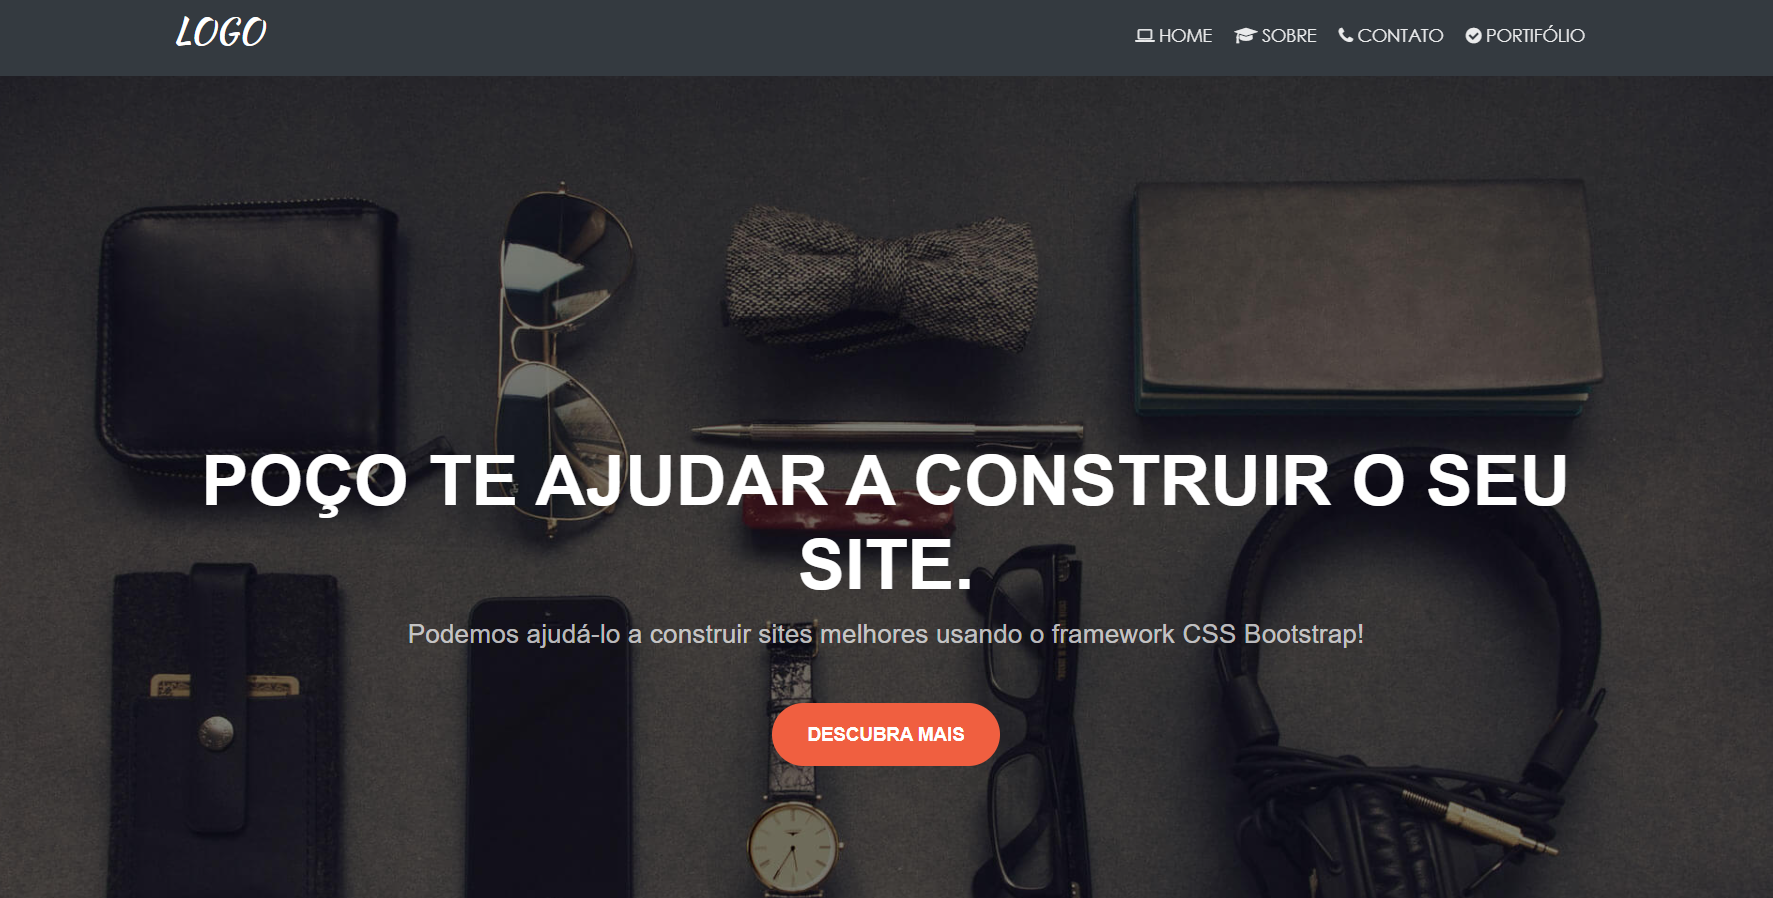 LOGO
HOME SOBRE CONTATO PORTIFÓLIO
POÇO TE AJUDAR A CONSTRUIR O SEU
SITE.
Podemos ajudá-lo a construir sites melhores usando o framework CSS Bootstrap!
DESCUBRA MAIS